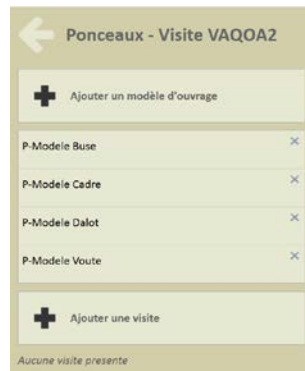 Ponceaux - Visite VAQOA2
Ajouter un modèle d'ouvrage
P-Modele Buse
P-Modele Cadre
P-Modele Dalot
P-Modele Voute
Ajouter une visite
Aucune visite presente